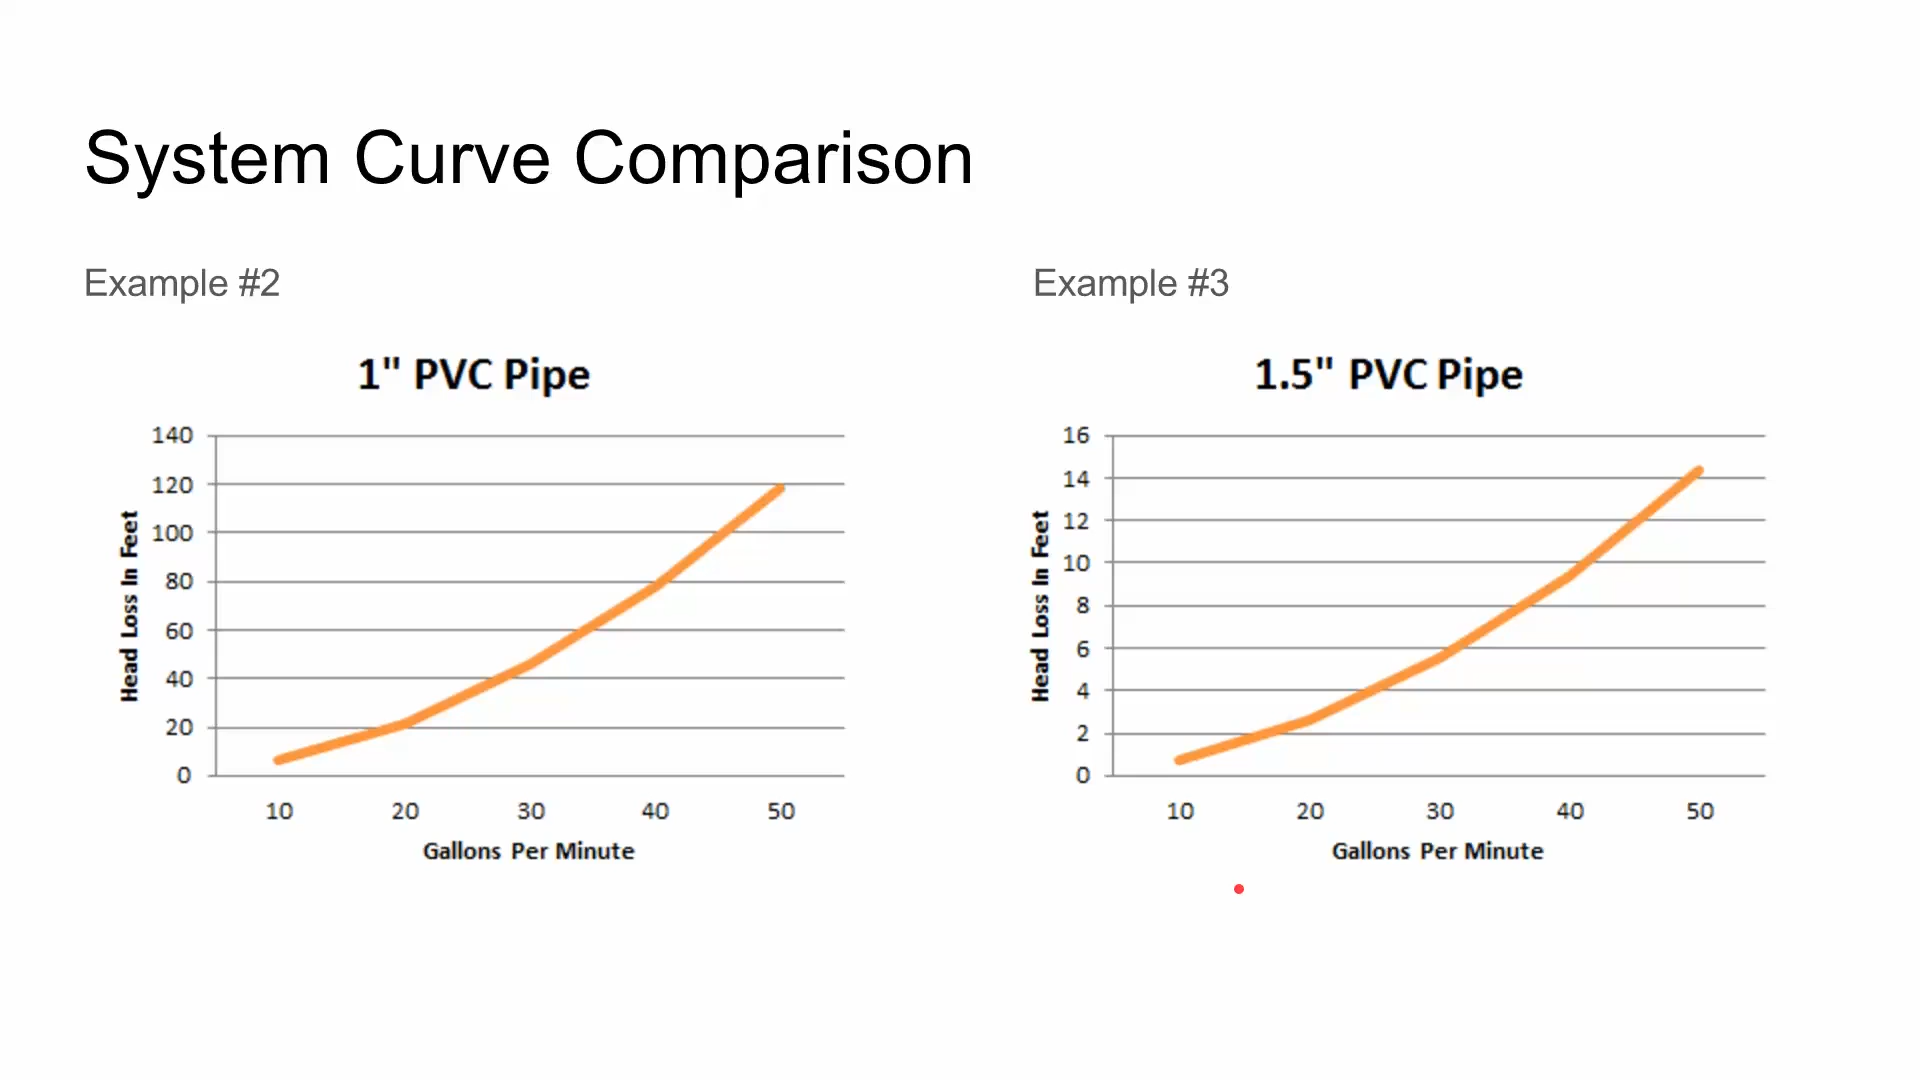 System Curve Comparison
Example #2
1" PVC Pipe
140
120
100
80
60
40
20
0
Head Loss In Feet
10 20 30 40 50
Gallons Per Minute
Example #3
1.5" PVC Pipe
16
14
12
10
8
6
4
2
0
Head Loss In Feet
10 20 30 40 50
Gallons Per Minute